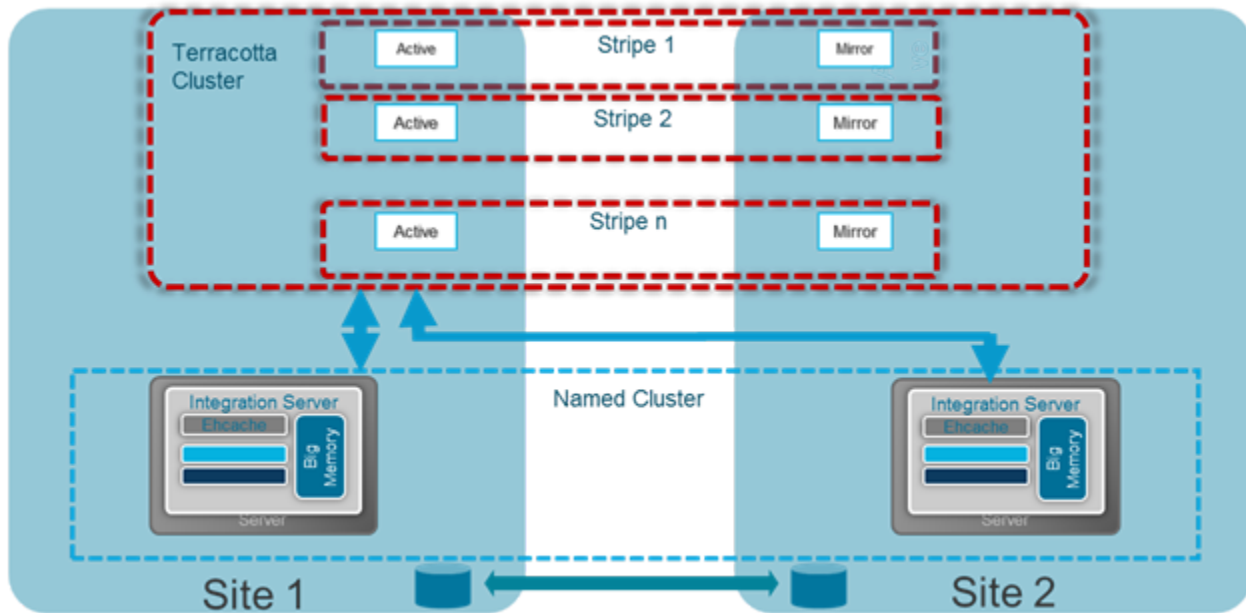 Terracotta
Cluster
Active
Stripe 1
Mirror
Active
Stripe 2
Mirror
Active
Stripe n
Mirror
Named Cluster
Integration Server
Ehcache
Big
Memory
Server
Integration Server
Ehcache
Big
Memory
Server
Site 1
Site 2